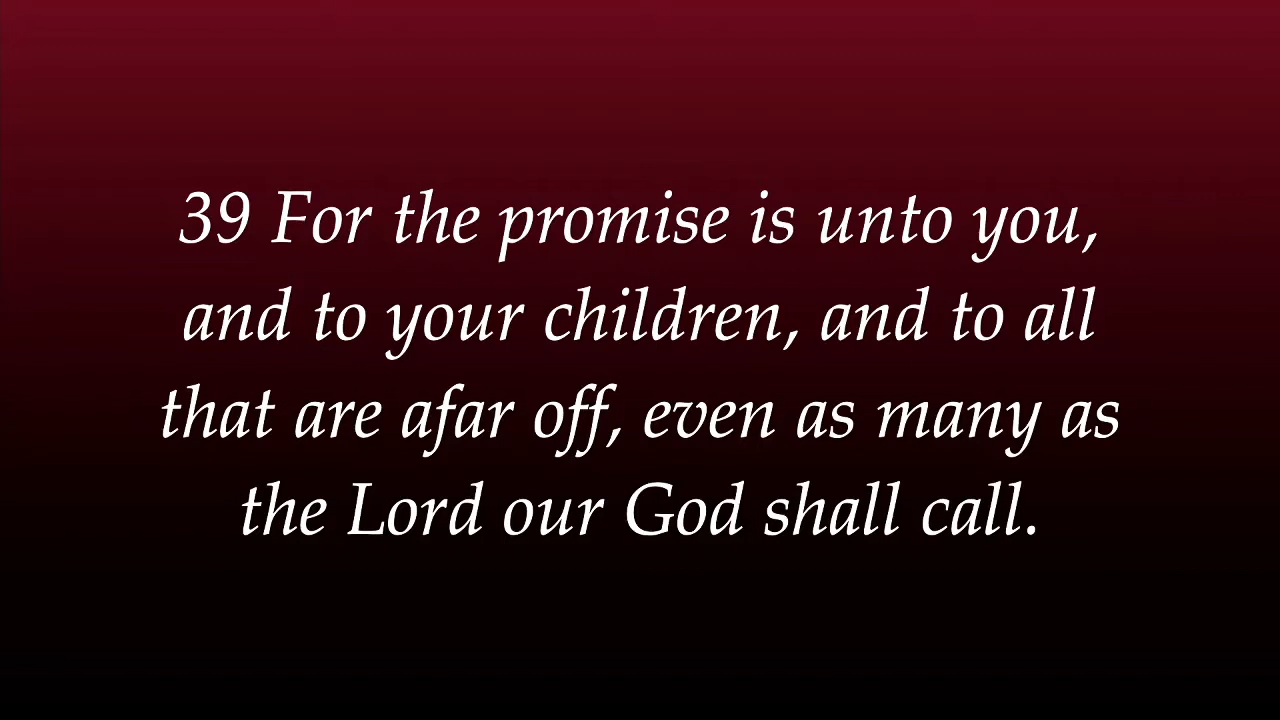 39 For the promise is unto you,
and to your children, and to all
that are afar off, even as many as
the Lord our God shall call.